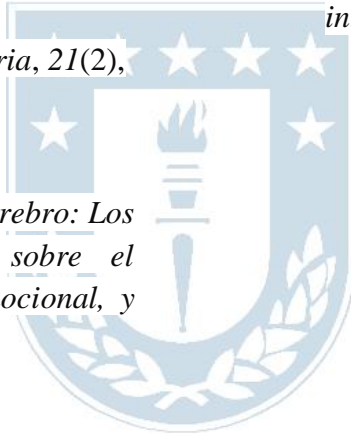 in
ria, 21(2),
rebro: Los
sobre el
ocional, y